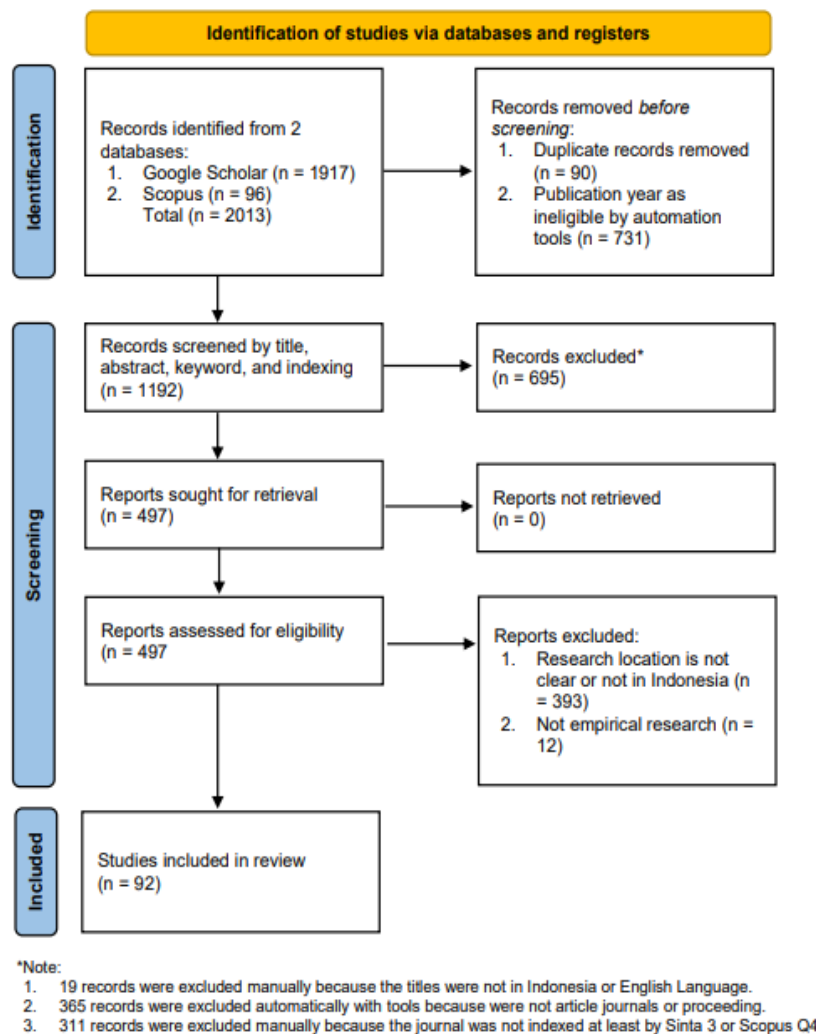 Identification of studies via databases and registers
Identification
Records identified from 2
databases:
1. Google Scholar (n = 1917)
2. Scopus (n = 96)
Total (n = 2013)
Records removed before
screening:
1. Duplicate records removed
(n = 90)
2. Publication year as
ineligible by automation
tools (n = 731)
Screening
Records screened by title,
abstract, keyword, and indexing
(n = 1192)
Records excluded*
(n = 695)
Reports sought for retrieval
(n = 497)
Reports not retrieved
(n = 0)
Reports assessed for eligibility
(n = 497
Reports excluded:
1. Research location is not
clear or not in Indonesia (n
= 393)
2. Not empirical research (n =
12)
Included
Studies included in review
(n = 92)
*Note:
1. 19 records were excluded manually because the titles were not in Indonesia or English Language.
2. 365 records were excluded automatically with tools because were not article journals or proceeding.
3. 311 records were excluded manually because the journal was not indexed at least by Sinta 3 or Scopus Q4